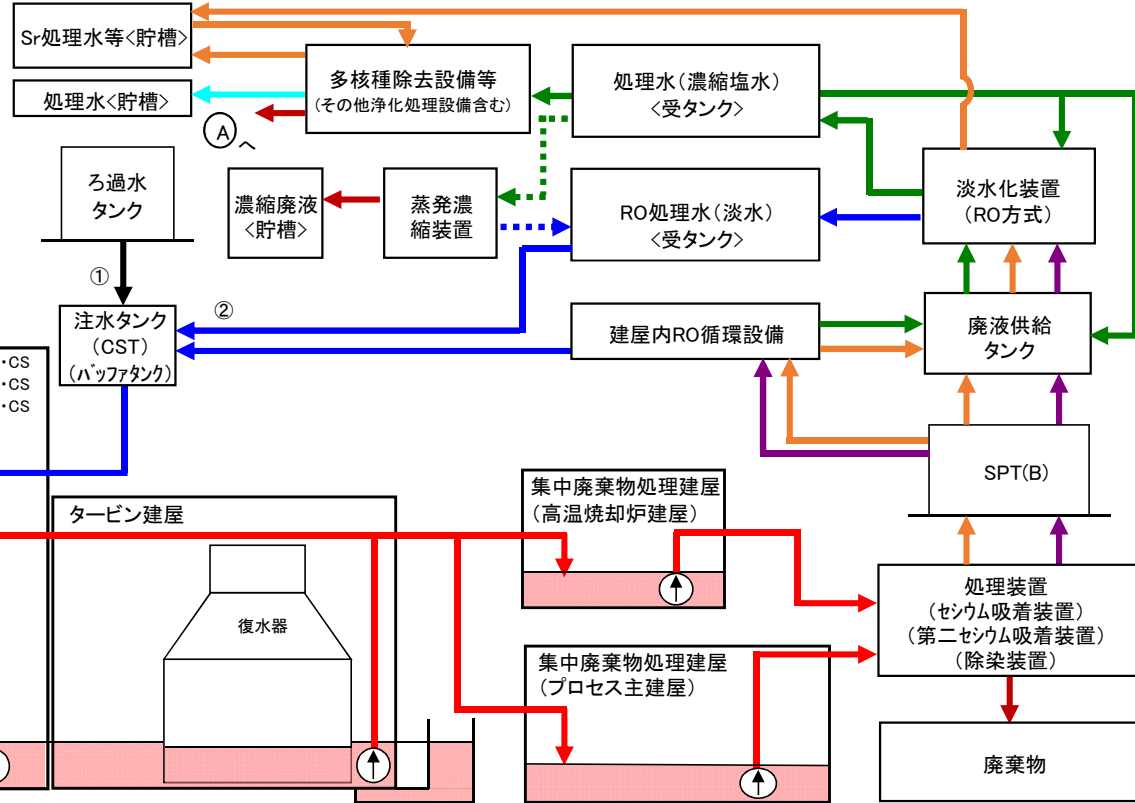 Sr処理水等<貯槽>
処理水<貯槽>
多核種除去設備等
(その他浄化処理設備含む)
Aへ
処理水(濃縮塩水)
<受タンク>
ろ過水
タンク
濃縮廃液
<貯槽>
蒸発濃
縮装置
RO処理水(淡水)
<受タンク>
淡水化装置
(RO方式)
①
②
注水タンク
(CST)
(バッファタンク)
建屋内RO循環設備
廃液供給
タンク
・CS
・CS
・CS
SPT(B)
タービン建屋
復水器
集中廃棄物処理建屋
(高温焼却炉建屋)
集中廃棄物処理建屋
(プロセス主建屋)
処理装置
(セシウム吸着装置)
(第二セシウム吸着装置)
(除染装置)
廃棄物